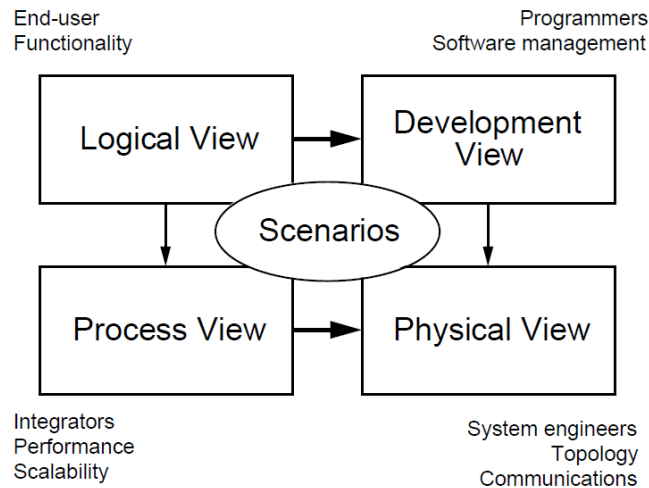 End-user
Functionality
Programmers
Software management
Logical View
Development
View
Scenarios
Process View
Physical View
Integrators
Performance
Scalability
System engineers
Topology
Communications